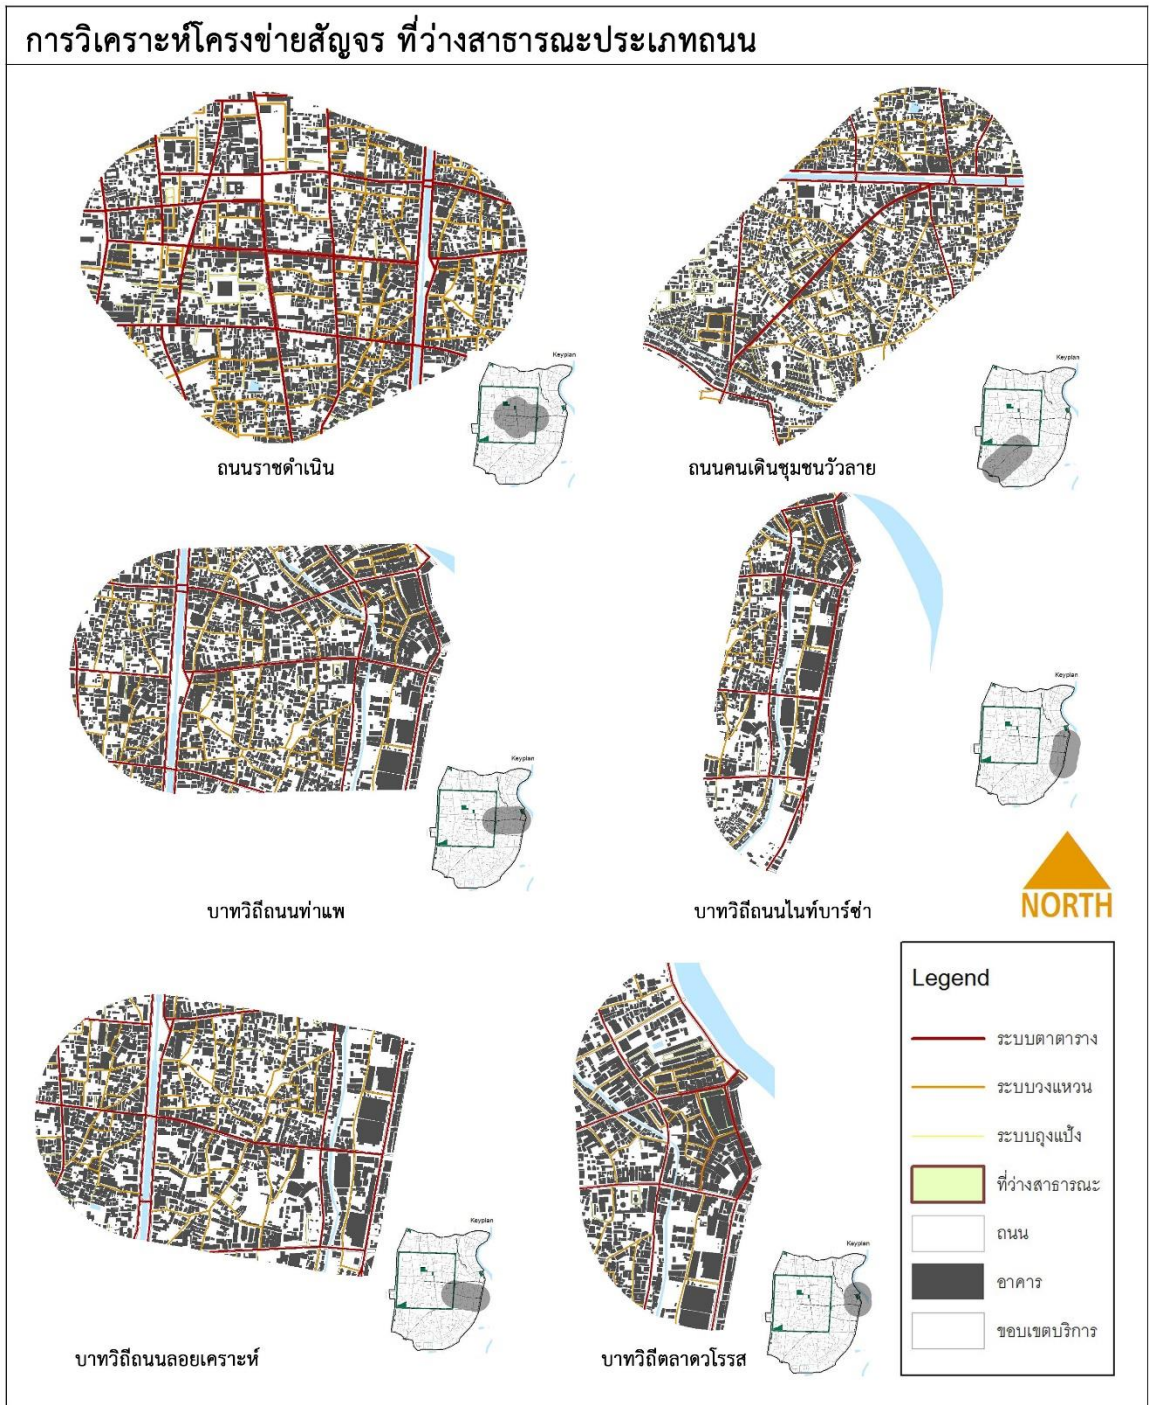 การวิเคราะห์โครงข่ายสัญจร ที่ว่างสาธารณะประเภทถนน
Keyplan
Keyplan
ถนนราชดำเนิน
ถนนคนเดินชุมชนวัวลาย
Keyplan
Keyplan
บาทวิถีถนนท่าแพ
บาทวิถีถนนไนท์บาร์ซ่า
NORTH
Legend
ระบบตาตาราง
ระบบวงแหวน
ระบบถุงแป้ง
ที่ว่างสาธารณะ
ถนน
อาคาร
ขอบเขตบริการ
Keyplan
Keyplan
บาทวิถีถนนลอยเคราะห์
บาทวิถีตลาดวโรรส